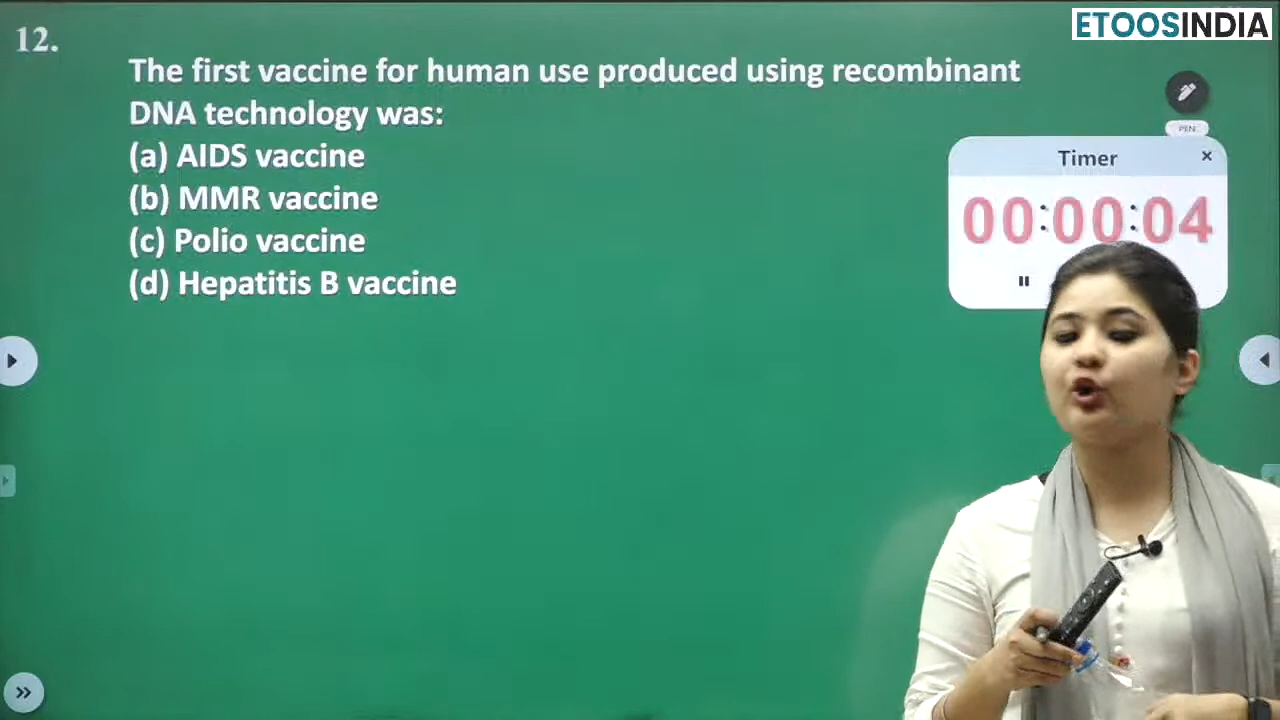 12.
ETOOSINDIA
The first vaccine for human use produced using recombinant
DNA technology was:
(a) AIDS vaccine
(b) MMR vaccine
(c) Polio vaccine
(d) Hepatitis B vaccine
PEN
Timer
00:00:04